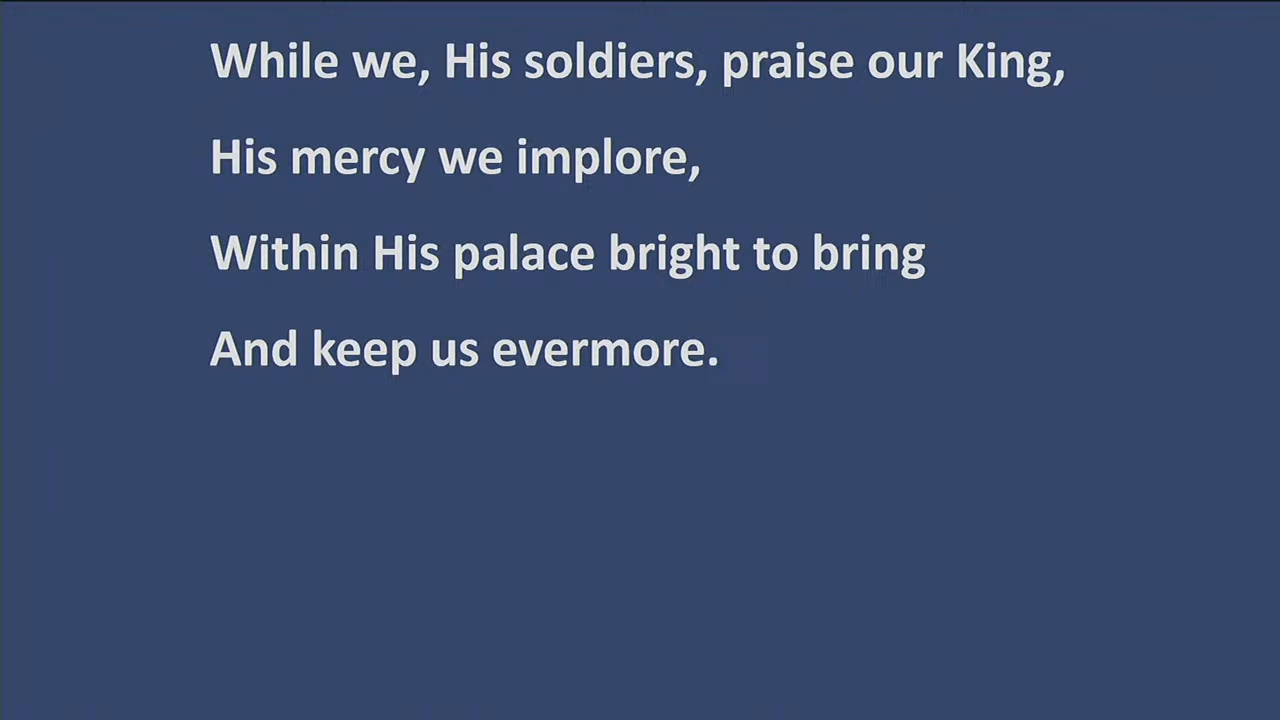 While we, His soldiers, praise our King,
His mercy we implore,
Within His palace bright to bring
And keep us evermore.